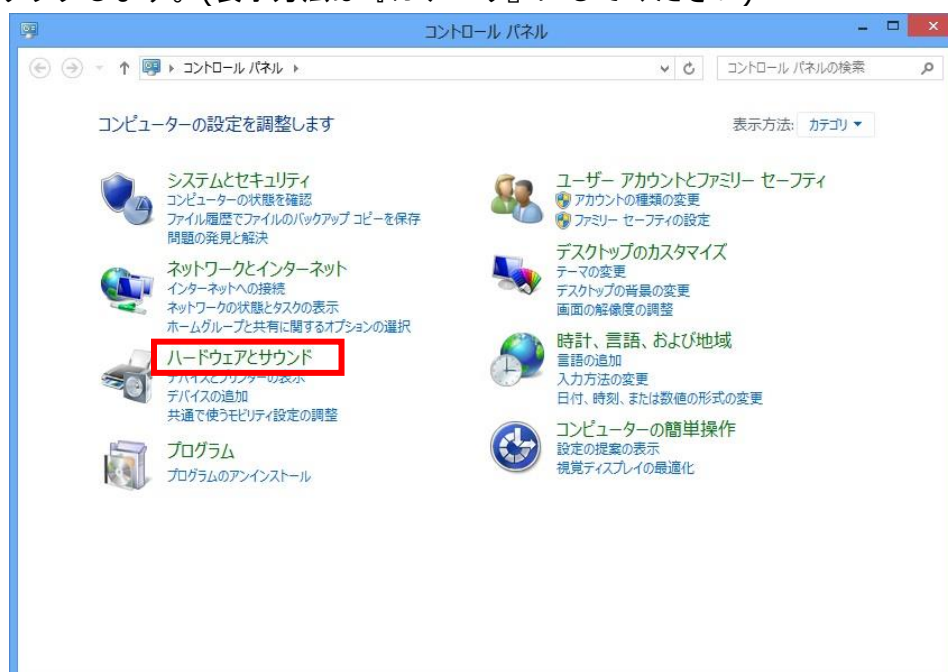 コントロール パネル
コントロール パネル
コントロール パネルの検索
コンピューターの設定を調整します
表示方法: カテゴリ
システムとセキュリティ
コンピューターの状態を確認
ファイル履歴でファイルのバックアップ コピーを保存
問題の発見と解決
ネットワークとインターネット
インターネットへの接続
ネットワークの状態とタスクの表示
ホームグループと共有に関するオプションの選択
ハードウェアとサウンド
デバイスとプリンターの表示
デバイスの追加
共通で使うモビリティ設定の調整
プログラム
プログラムのアンインストール
ユーザー アカウントとファミリー セーフティ
アカウントの種類の変更
ファミリー セーフティの設定
デスクトップのカスタマイズ
テーマの変更
デスクトップの背景の変更
画面の解像度の調整
時計、言語、および地域
言語の追加
入力方法の変更
日付、時刻、または数値の形式の変更
コンピューターの簡単操作
設定の提案の表示
視覚ディスプレイの最適化